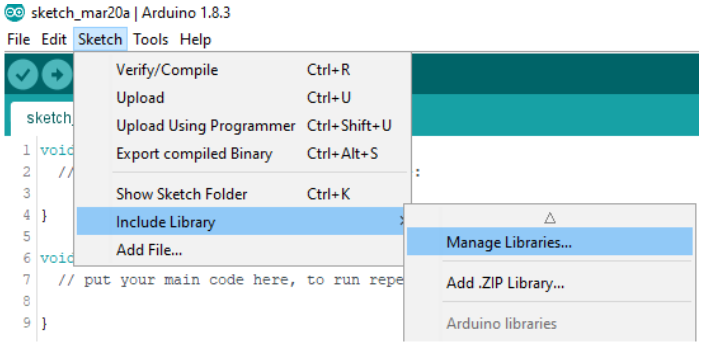 sketch_mar20a | Arduino 1.8.3
File Edit Sketch Tools Help
Verify/Compile Ctrl+R
Upload Ctrl+U
Upload Using Programmer Ctrl+Shift+U
Export compiled Binary Ctrl+Alt+S
Show Sketch Folder Ctrl+K
Include Library
Add File...
Manage Libraries...
Add .ZIP Library...
Arduino libraries
sketch_
1 void
2 // :
3
4 }
5
6 void
7 // put your main code here, to run repe
8
9 }